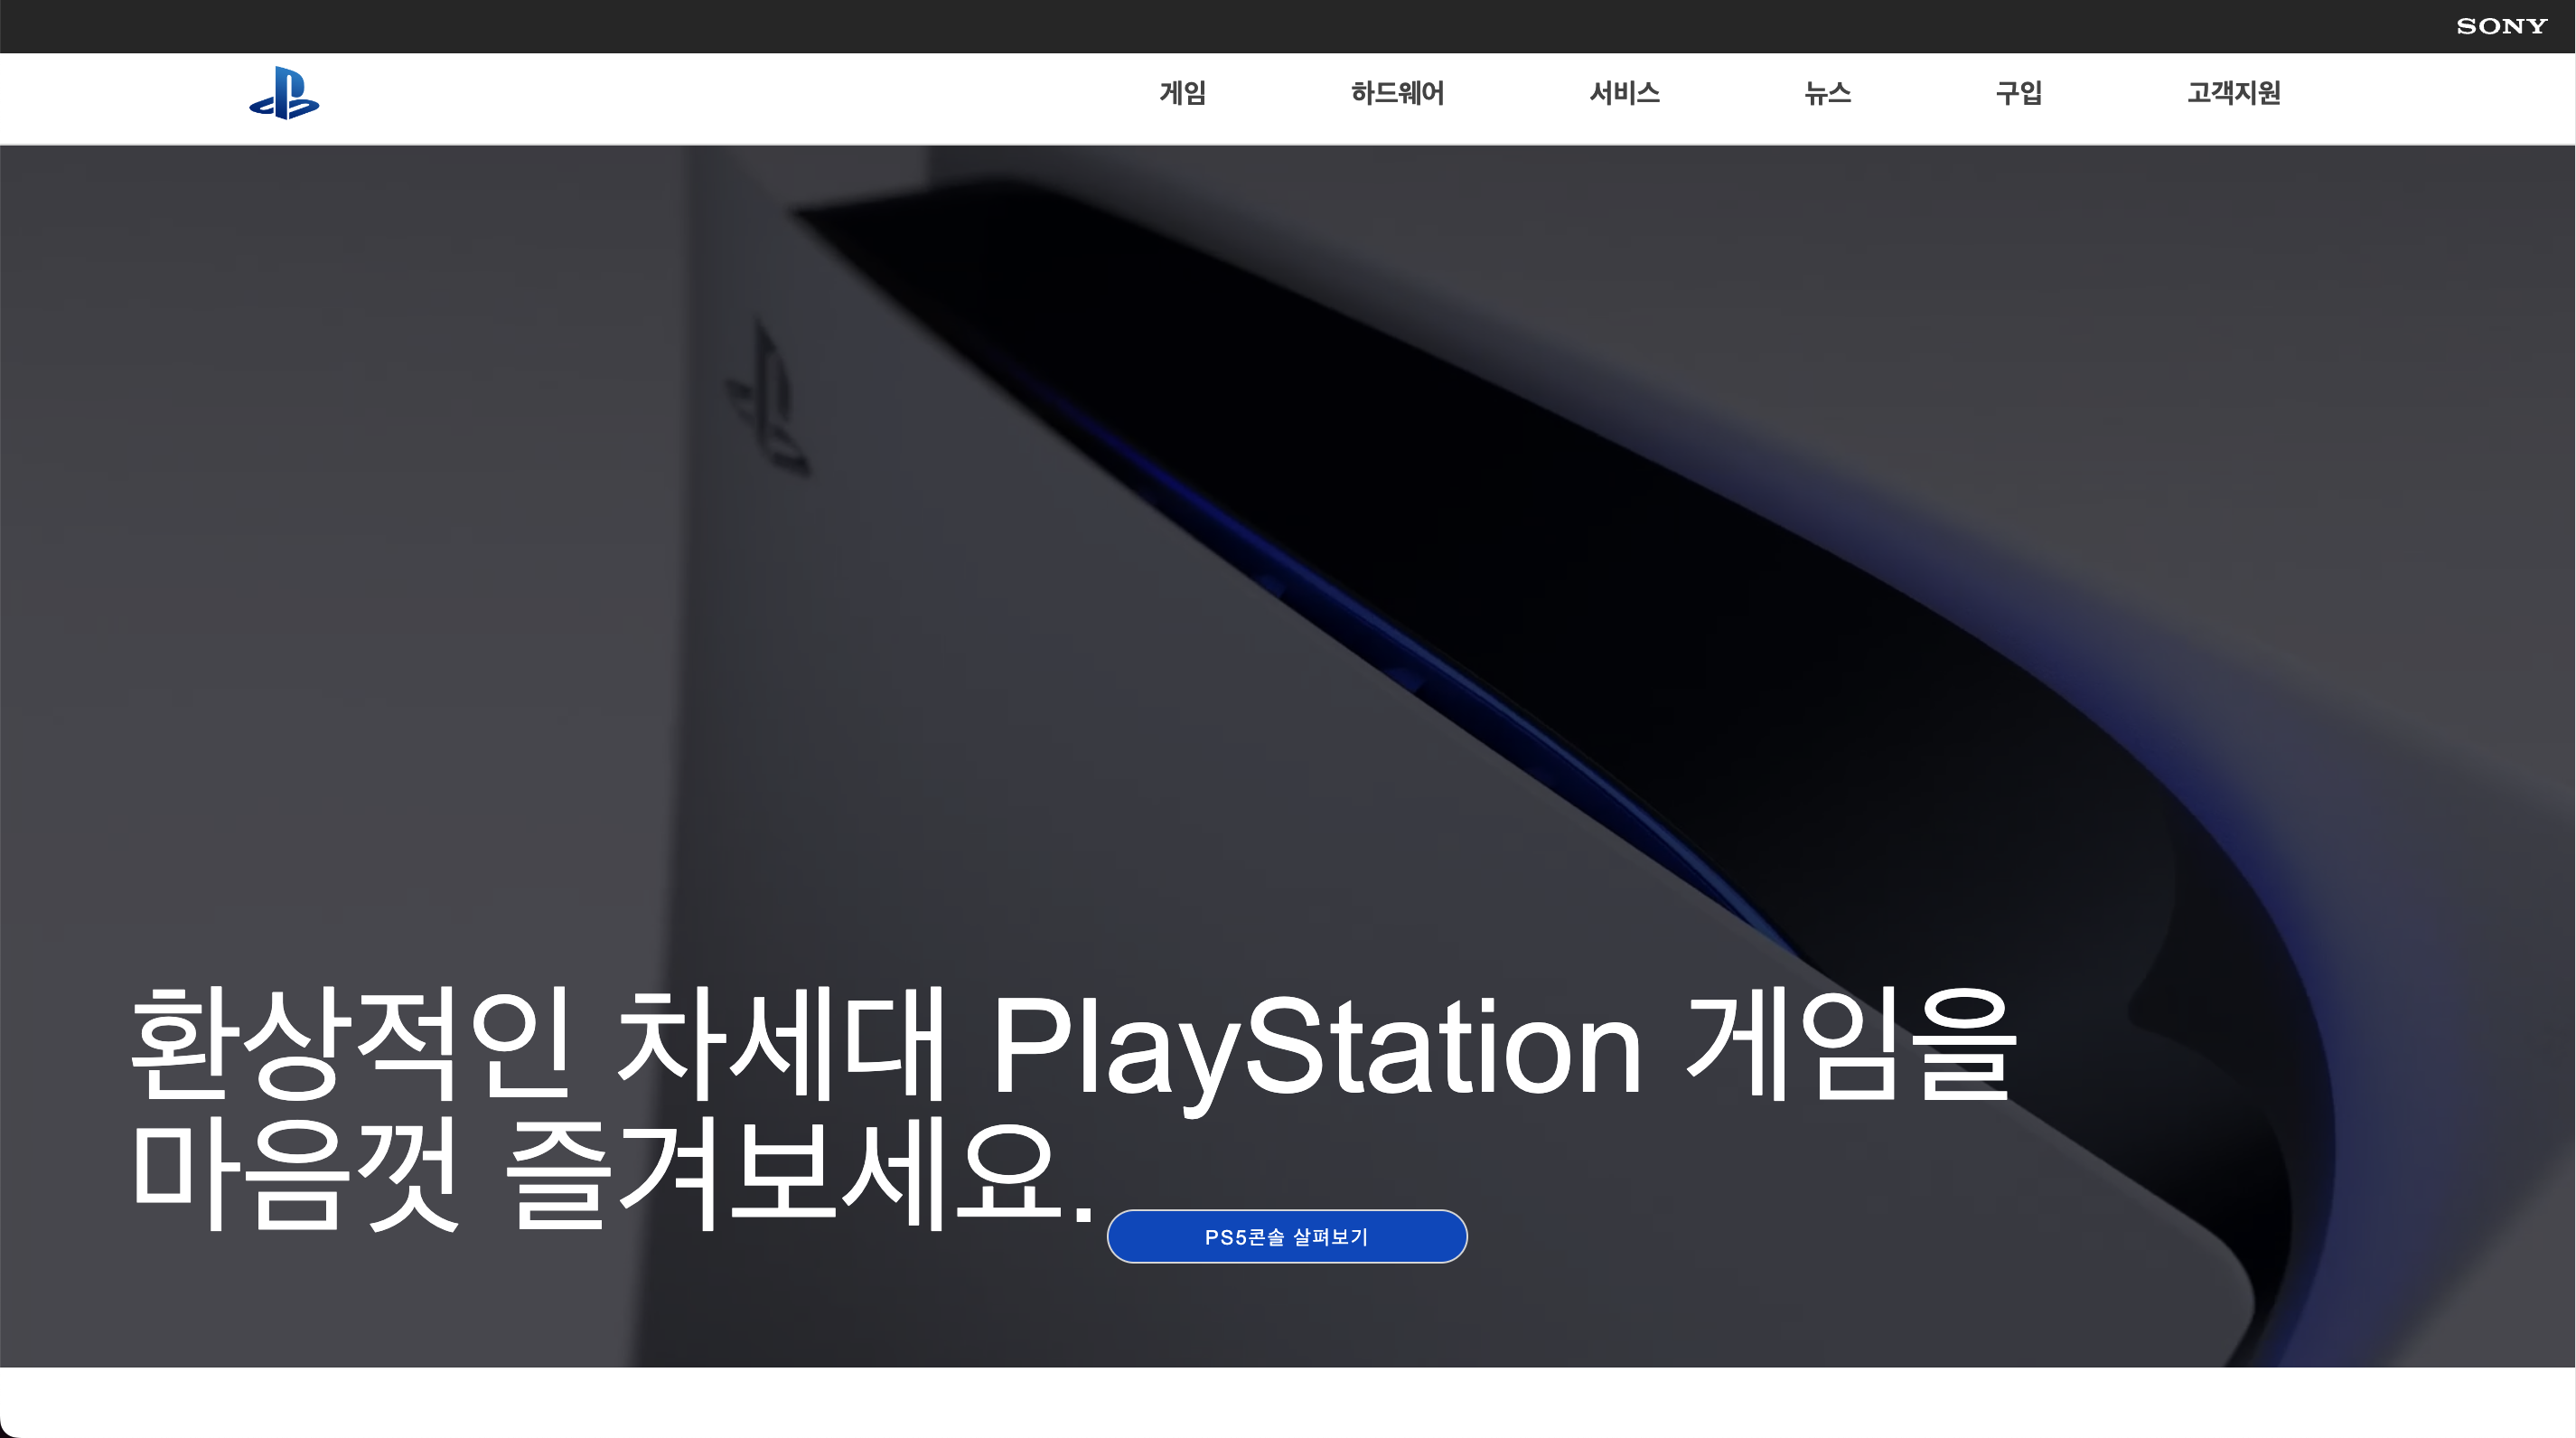 SONY
게임 하드웨어 서비스 뉴스 구입 고객지원
환상적인 차세대 PlayStation 게임을
마음껏 즐겨보세요.
PS5콘솔 살펴보기